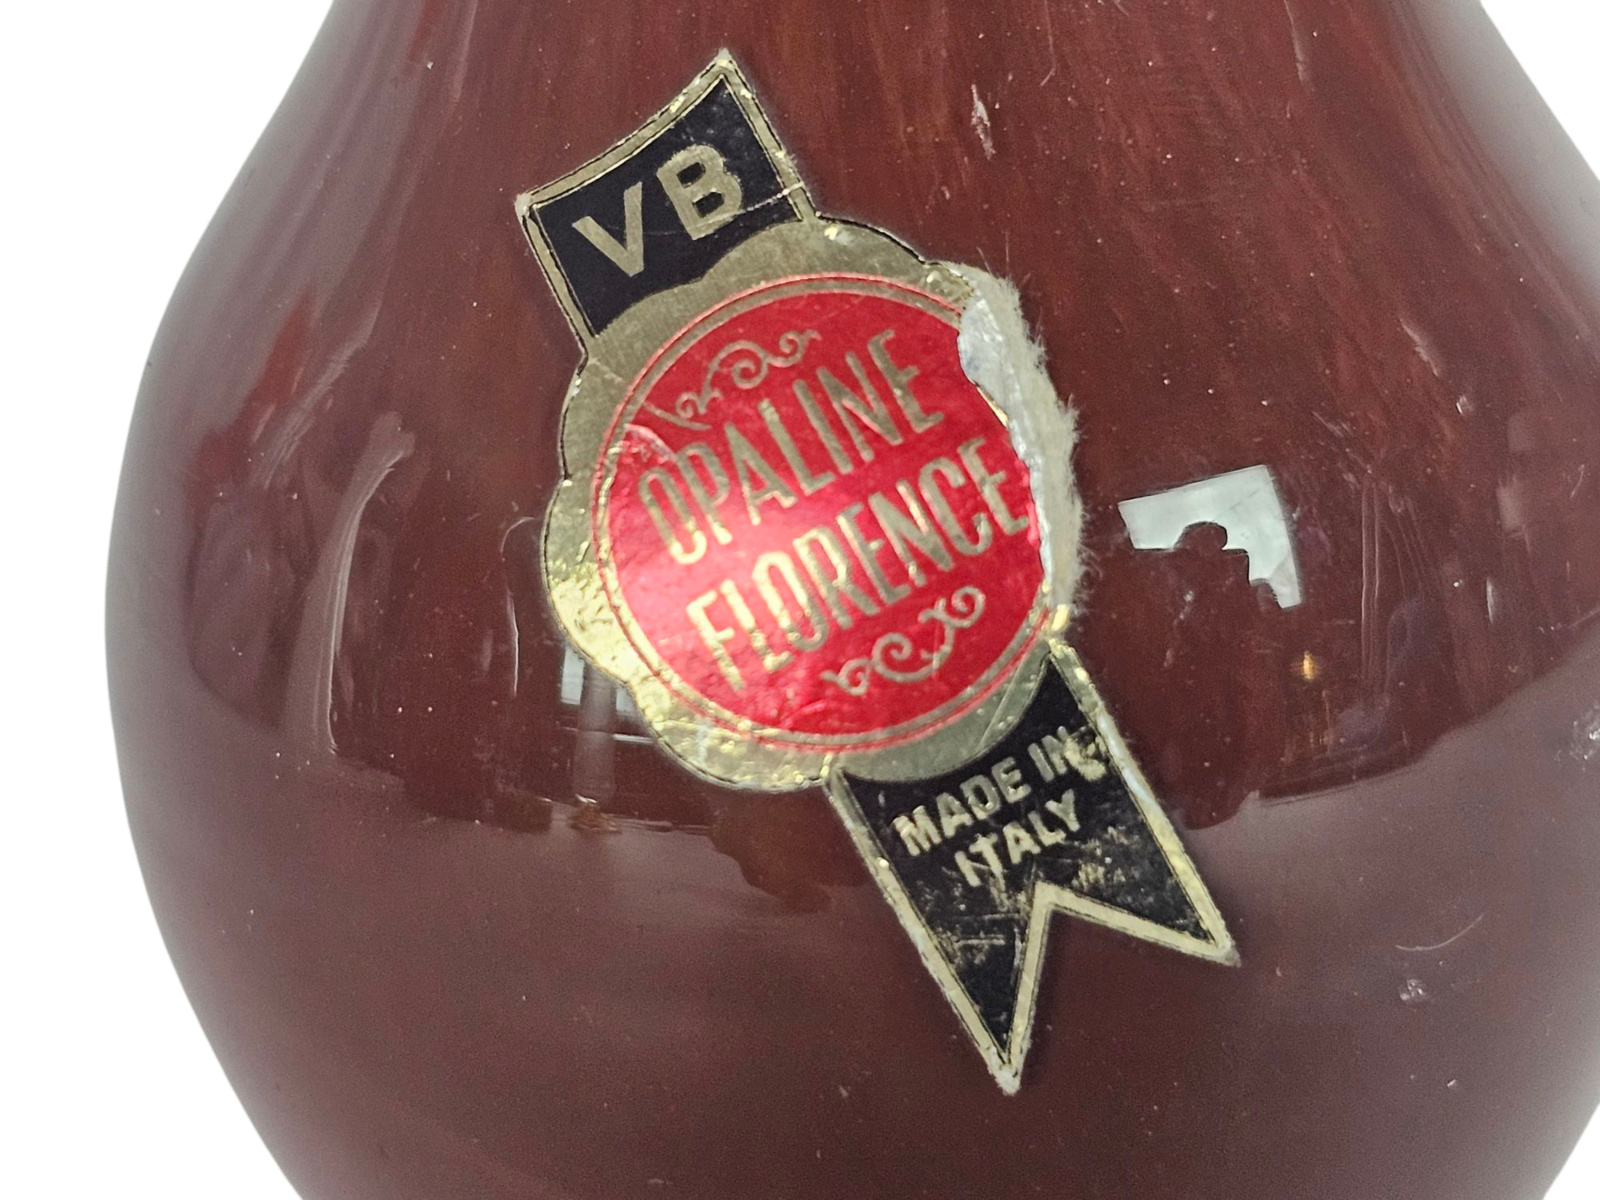 VB
OPALINE
FLORENCE
MADE IN
ITALY